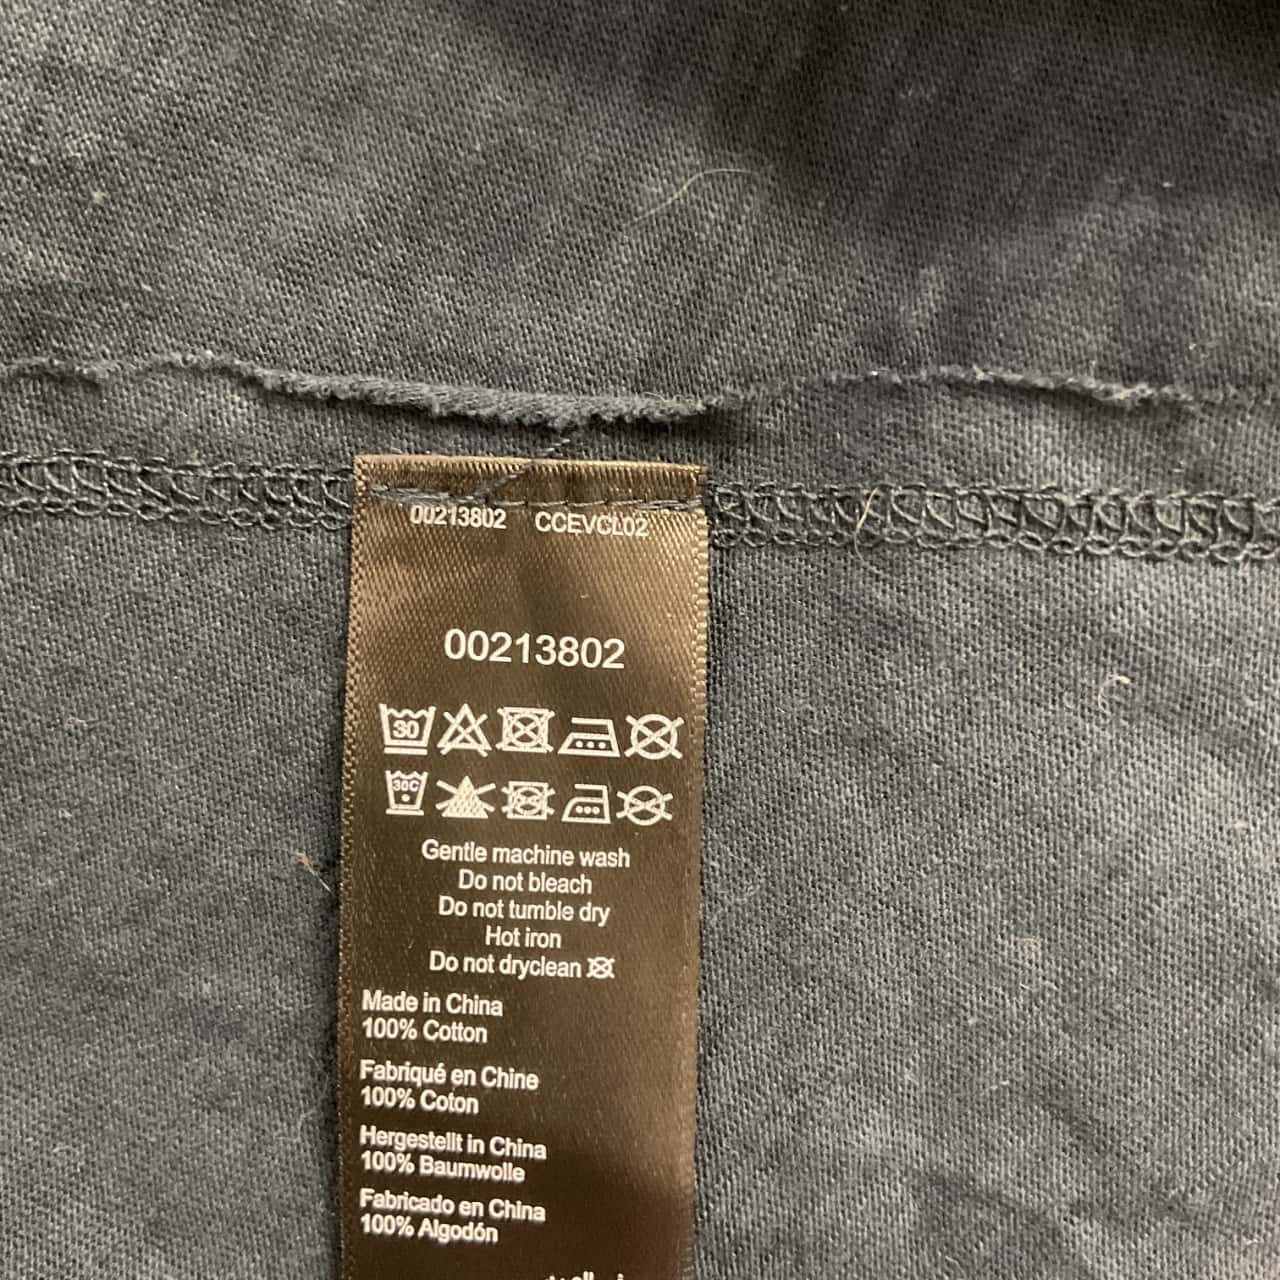 00213802 CCEVCL02
00213802
30
30C
Gentle machine wash
Do not bleach
Do not tumble dry
Hot iron
Do not dryclean
Made in China
100% Cotton
Fabriqué en Chine
100% Coton
Hergestellt in China
100% Baumwolle
Fabricado en China
100% Algodón